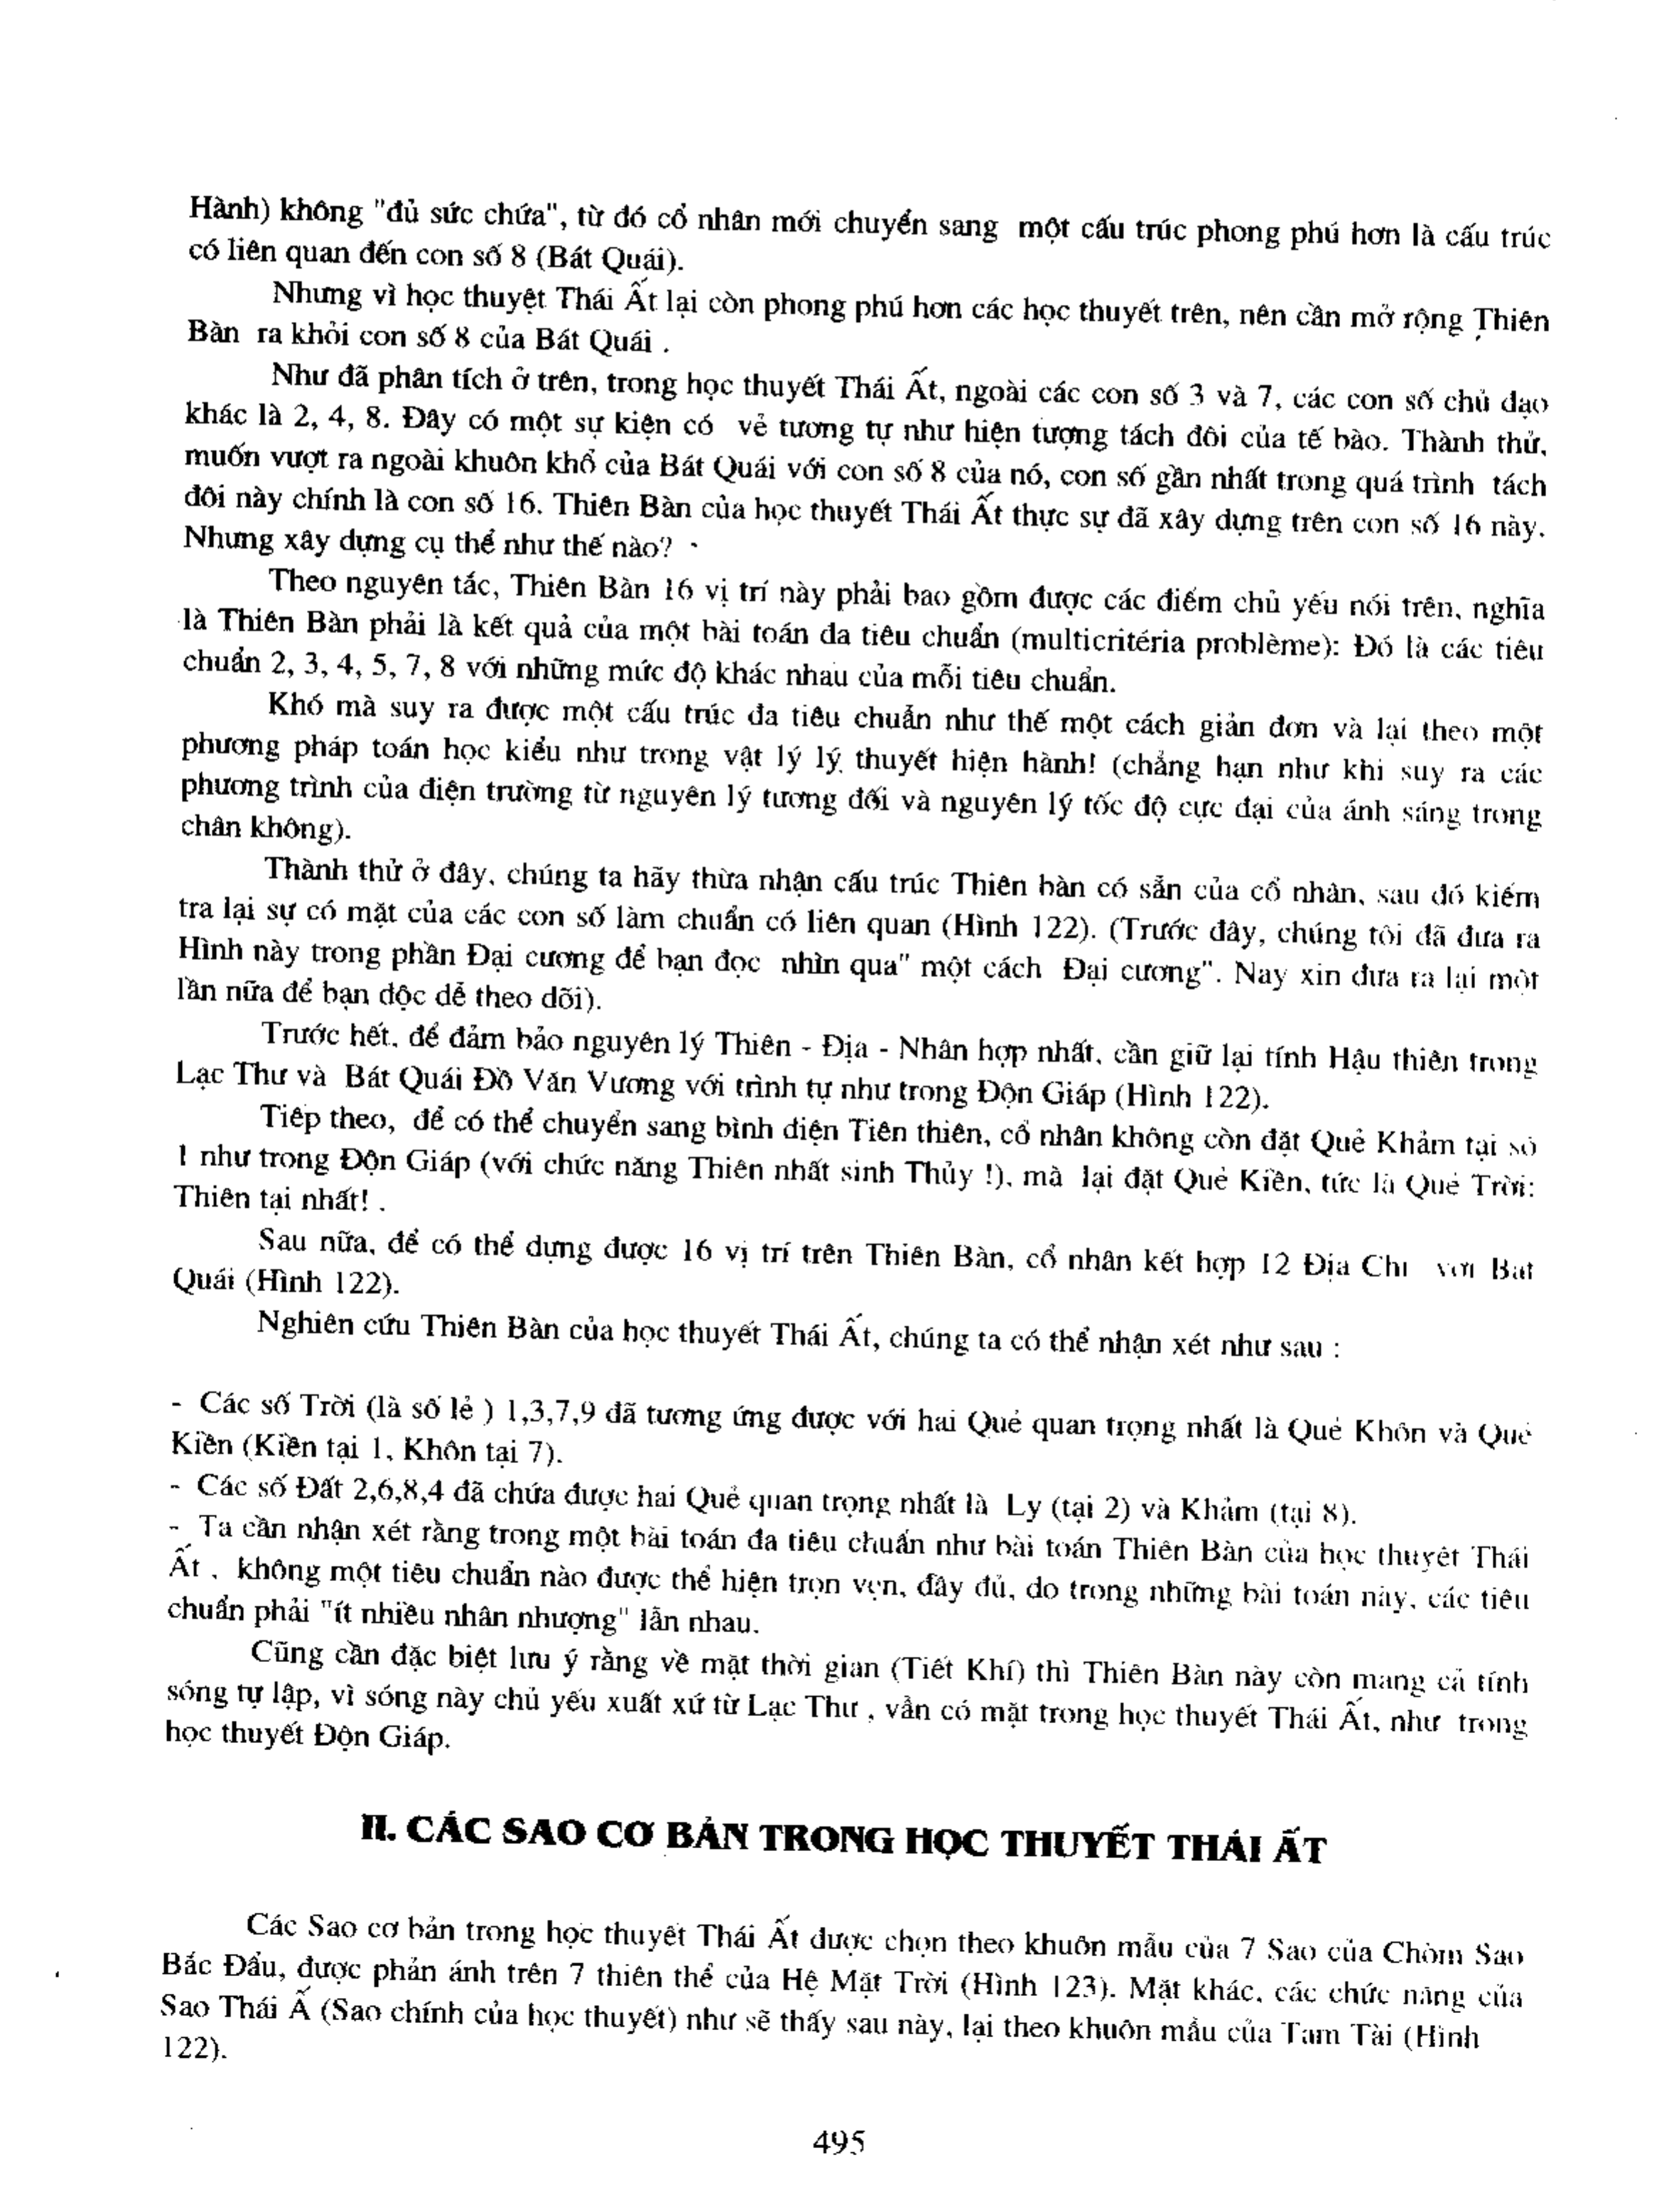 Hành) không "đủ sức chứa", từ đó cổ nhân mới chuyển sang một cấu trúc phong phú hơn là cấu trúc
có liên quan đến con số 8 (Bát Quái).
Nhưng vì học thuyệt Thái Ất lại còn phong phú hơn các học thuyết trên, nên cần mở rộng Thiên
Bàn ra khỏi con số 8 của Bát Quái .
Như đã phân tích ở trên, trong học thuyết Thái Ất, ngoài các con số 3 và 7, các con số chủ đạo
khác là 2, 4, 8. Đây có một sự kiện có vẻ tương tự như hiện tượng tách đôi của tế bào. Thành thử,
muốn vượt ra ngoài khuôn khổ của Bát Quái với con số 8 của nó, con số gần nhất trong quá trình tách
đôi này chính là con số 16. Thiên Bàn của học thuyết Thái Ất thực sự đã xây dựng trên con số 16 này.
Nhưng xây dựng cụ thể như thế nào?
Theo nguyên tắc, Thiên Bàn 16 vị trí này phải bao gồm được các điểm chủ yếu nói trên, nghĩa
là Thiên Bàn phải là kết quả của một bài toán đa tiêu chuẩn (multicritéria problème): Đó là các tiêu
chuẩn 2, 3, 4, 5, 7, 8 với những mức độ khác nhau của mỗi tiêu chuẩn.
Khó mà suy ra được một cấu trúc đa tiêu chuẩn như thế một cách giản đơn và lại theo một
phương pháp toán học kiểu như trong vật lý lý thuyết hiện hành! (chẳng hạn như khi suy ra các
phương trình của điện trường từ nguyên lý tương đối và nguyên lý tốc độ cực đại của ánh sáng trong
chân không).
Thành thử ở đây, chúng ta hãy thừa nhận cấu trúc Thiên bàn có sẵn của cổ nhân, sau đó kiểm
tra lại sự có mặt của các con số làm chuẩn có liên quan (Hình 122). (Trước đây, chúng tôi đã đưa ra
Hình này trong phần Đại cương để bạn đọc nhìn qua" một cách Đại cương". Nay xin đưa ra lại một
lần nữa để bạn độc dễ theo dõi).
Trước hết, để đảm bảo nguyên lý Thiên - Địa - Nhân hợp nhất, cần giữ lại tính Hậu thiên trong
Lạc Thư và Bát Quái Đồ Văn Vương với trình tự như trong Độn Giáp (Hình 122).
Tiếp theo, để có thể chuyển sang bình diện Tiên thiên, cổ nhân không còn đặt Quẻ Khảm tại số
1 như trong Độn Giáp (với chức năng Thiên nhất sinh Thủy !), mà lại đặt Quẻ Kiền, tức là Quẻ Trời:
Thiên tại nhất! .
Sau nữa, để có thể dựng được 16 vị trí trên Thiên Bàn, cổ nhân kết hợp 12 Địa Chi với Bát
Quái (Hình 122).
Nghiên cứu Thiên Bàn của học thuyết Thái Ất, chúng ta có thể nhận xét như sau :
- Các số Trời (là số lẻ ) 1,3,7,9 đã tương ứng được với hai Quẻ quan trọng nhất là Quẻ Khôn và Quẻ
Kiền (Kiền tại 1, Khôn tại 7).
- Các số Đất 2,6,8,4 đã chứa được hai Quẻ quan trọng nhất là Ly (tại 2) và Khảm (tại 8).
- Ta cần nhận xét rằng trong một bài toán đa tiêu chuẩn như bài toán Thiên Bàn của học thuyết Thái
Ất , không một tiêu chuẩn nào được thể hiện trọn vẹn, đầy đủ, do trong những bài toán này, các tiêu
chuẩn phải "ít nhiều nhân nhượng" lẫn nhau.
Cũng cần đặc biệt lưu ý rằng về mặt thời gian (Tiết Khí) thì Thiên Bàn này còn mang cả tính
sóng tự lập, vì sóng này chủ yếu xuất xứ từ Lạc Thư , vẫn có mặt trong học thuyết Thái Ất, như trong
học thuyết Độn Giáp.
II. CÁC SAO CƠ BẢN TRONG HỌC THUYẾT THÁI ẤT
Các Sao cơ bản trong học thuyết Thái Ất được chọn theo khuôn mẫu của 7 Sao của Chòm Sao
Bắc Đẩu, được phản ánh trên 7 thiên thể của Hệ Mặt Trời (Hình 123). Mặt khác, các chức năng của
Sao Thái Ấ (Sao chính của học thuyết) như sẽ thấy sau này, lại theo khuôn mẫu của Tam Tài (Hình
122).
495